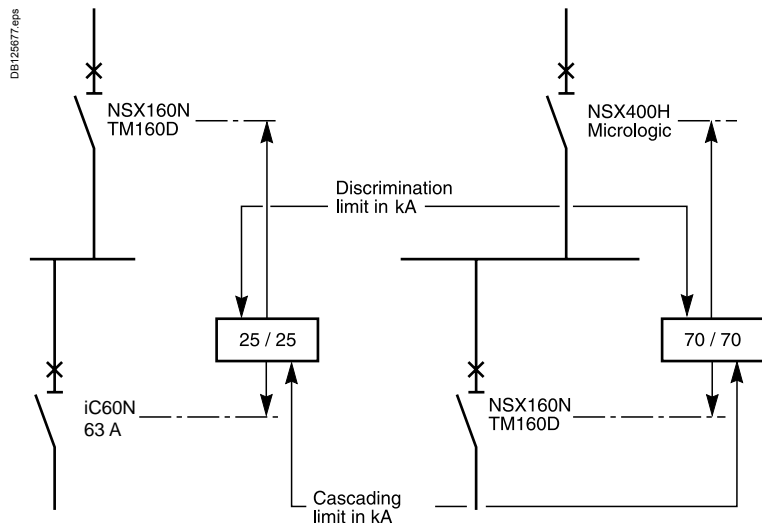 DB125677.eps
NSX160N
TM160D
NSX400H
Micrologic
Discrimination
limit in kA
25 / 25
70 / 70
iC60N
63 A
NSX160N
TM160D
Cascading
limit in kA